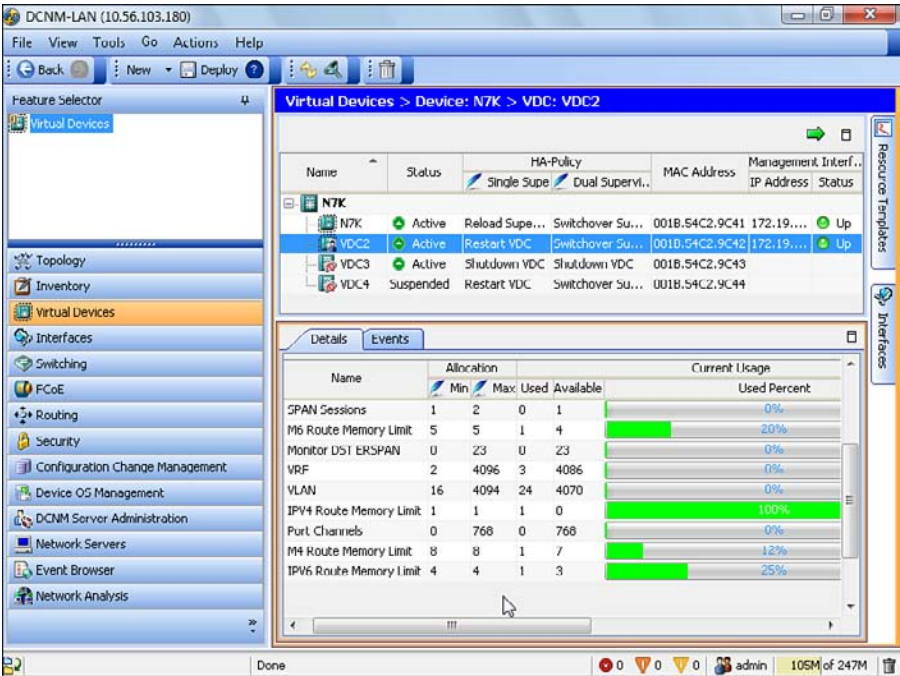 DCNM-LAN (10.56.103.180)
File View Tools Go Actions Help
Back New Deploy ?
Feature Selector
Virtual Devices
Topology
Inventory
Virtual Devices
Interfaces
Switching
FCoE
Routing
Security
Configuration Change Management
Device OS Management
DCNM Server Administration
Network Servers
Event Browser
Network Analysis
Virtual Devices > Device: N7K > VDC: VDC2
Name Status HA-Policy MAC Address Management Interf..
Single Supe Dual Supervi.. IP Address Status
N7K
N7K Active Reload Supe... Switchover Su... 001B.54C2.9C41 172.19.... Up
VDC2 Active Restart VDC Switchover Su... 001B.54C2.9C42 172.19.... Up
VDC3 Active Shutdown VDC Shutdown VDC 001B.54C2.9C43
VDC4 Suspended Restart VDC Switchover Su... 001B.54C2.9C44
Resource Templates
Interfaces
Details Events
Name Allocation Current Usage
Min Max Used Available Used Percent
SPAN Sessions 1 2 0 1 0%
M6 Route Memory Limit 5 5 1 4 20%
Monitor DST ERSPAN 0 23 0 23 0%
VRF 2 4096 3 4086 0%
VLAN 16 4094 24 4070 0%
IPV4 Route Memory Limit 1 1 1 0 100%
Port Channels 0 768 0 768 0%
M4 Route Memory Limit 8 8 1 7 12%
IPV6 Route Memory Limit 4 4 1 3 25%
Done 0 0 0 admin 105M of 247M